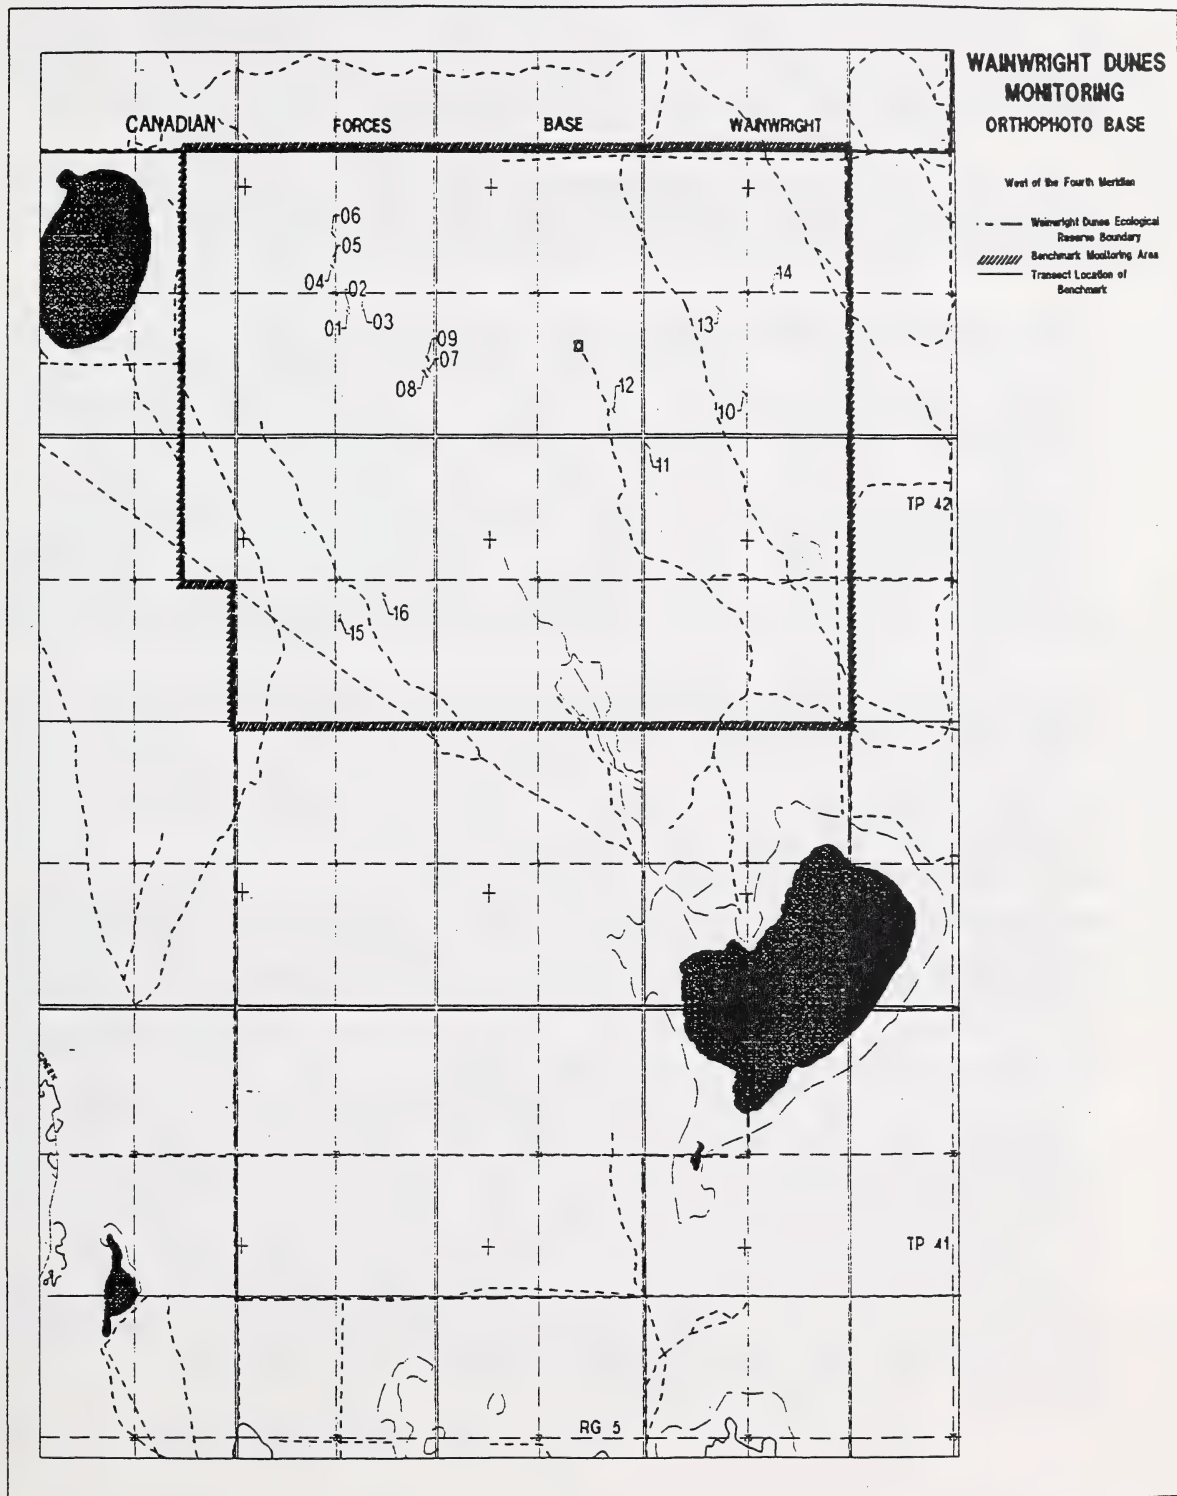 WAINWRIGHT DUNES
MONITORING
ORTHOPHOTO BASE
West of the Fourth Meridian
Wainwright Dunes Ecological
Reserve Boundary
Benchmark Monitoring Area
Transect Location of
Benchmark
CANADIAN FORCES BASE WAINWRIGHT
06
05
04
02
01
03
09
07
08
14
13
12
10
11
TP 42
16
15
CREEK
TP 41
RG 5